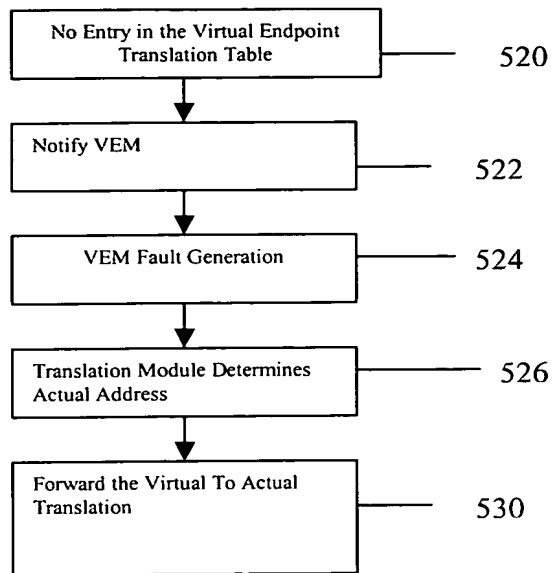 No Entry in the Virtual Endpoint
Translation Table
520
Notify VEM
522
VEM Fault Generation
524
Translation Module Determines
Actual Address
526
Forward the Virtual To Actual
Translation
530